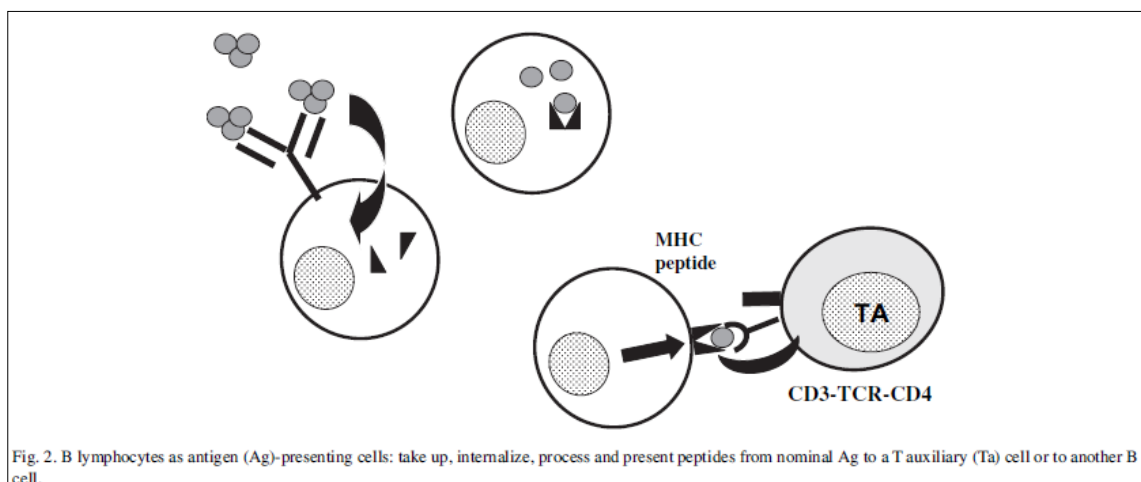 MHC
peptide
TA
CD3-TCR-CD4
Fig. 2. B lymphocytes as antigen (Ag)-presenting cells: take up, internalize, process and present peptides from nominal Ag to a T auxiliary (Ta) cell or to another B
cell.